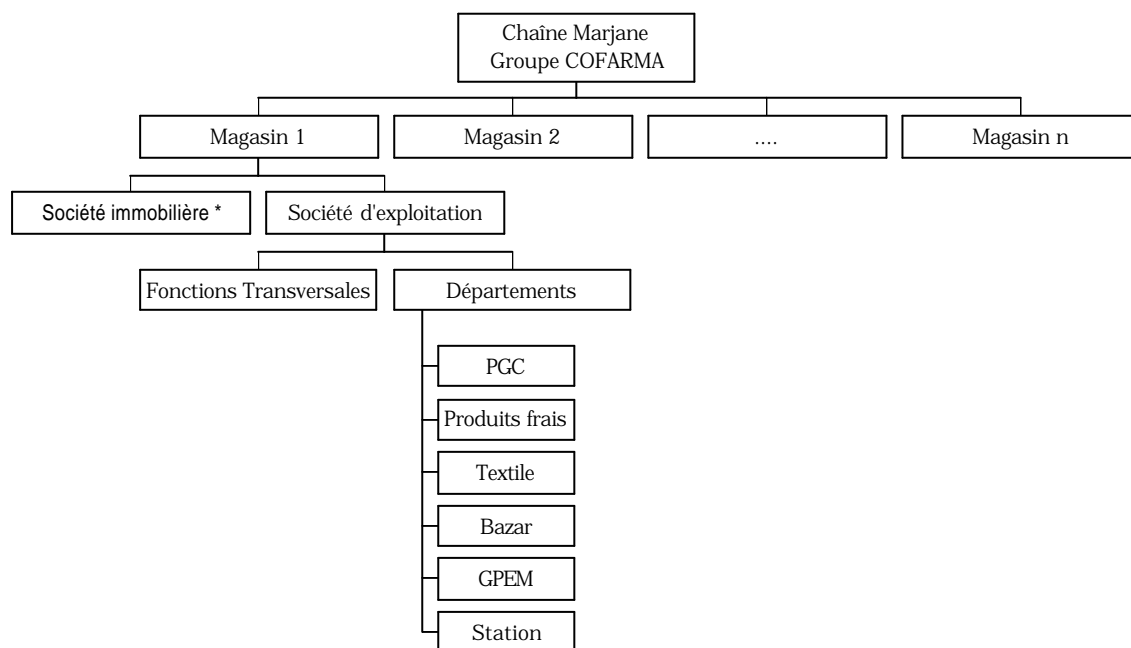 Chaîne Marjane
Groupe COFARMA
Magasin 1
Magasin 2
....
Magasin n
Société immobilière *
Société d'exploitation
Fonctions Transversales
Départements
PGC
Produits frais
Textile
Bazar
GPEM
Station